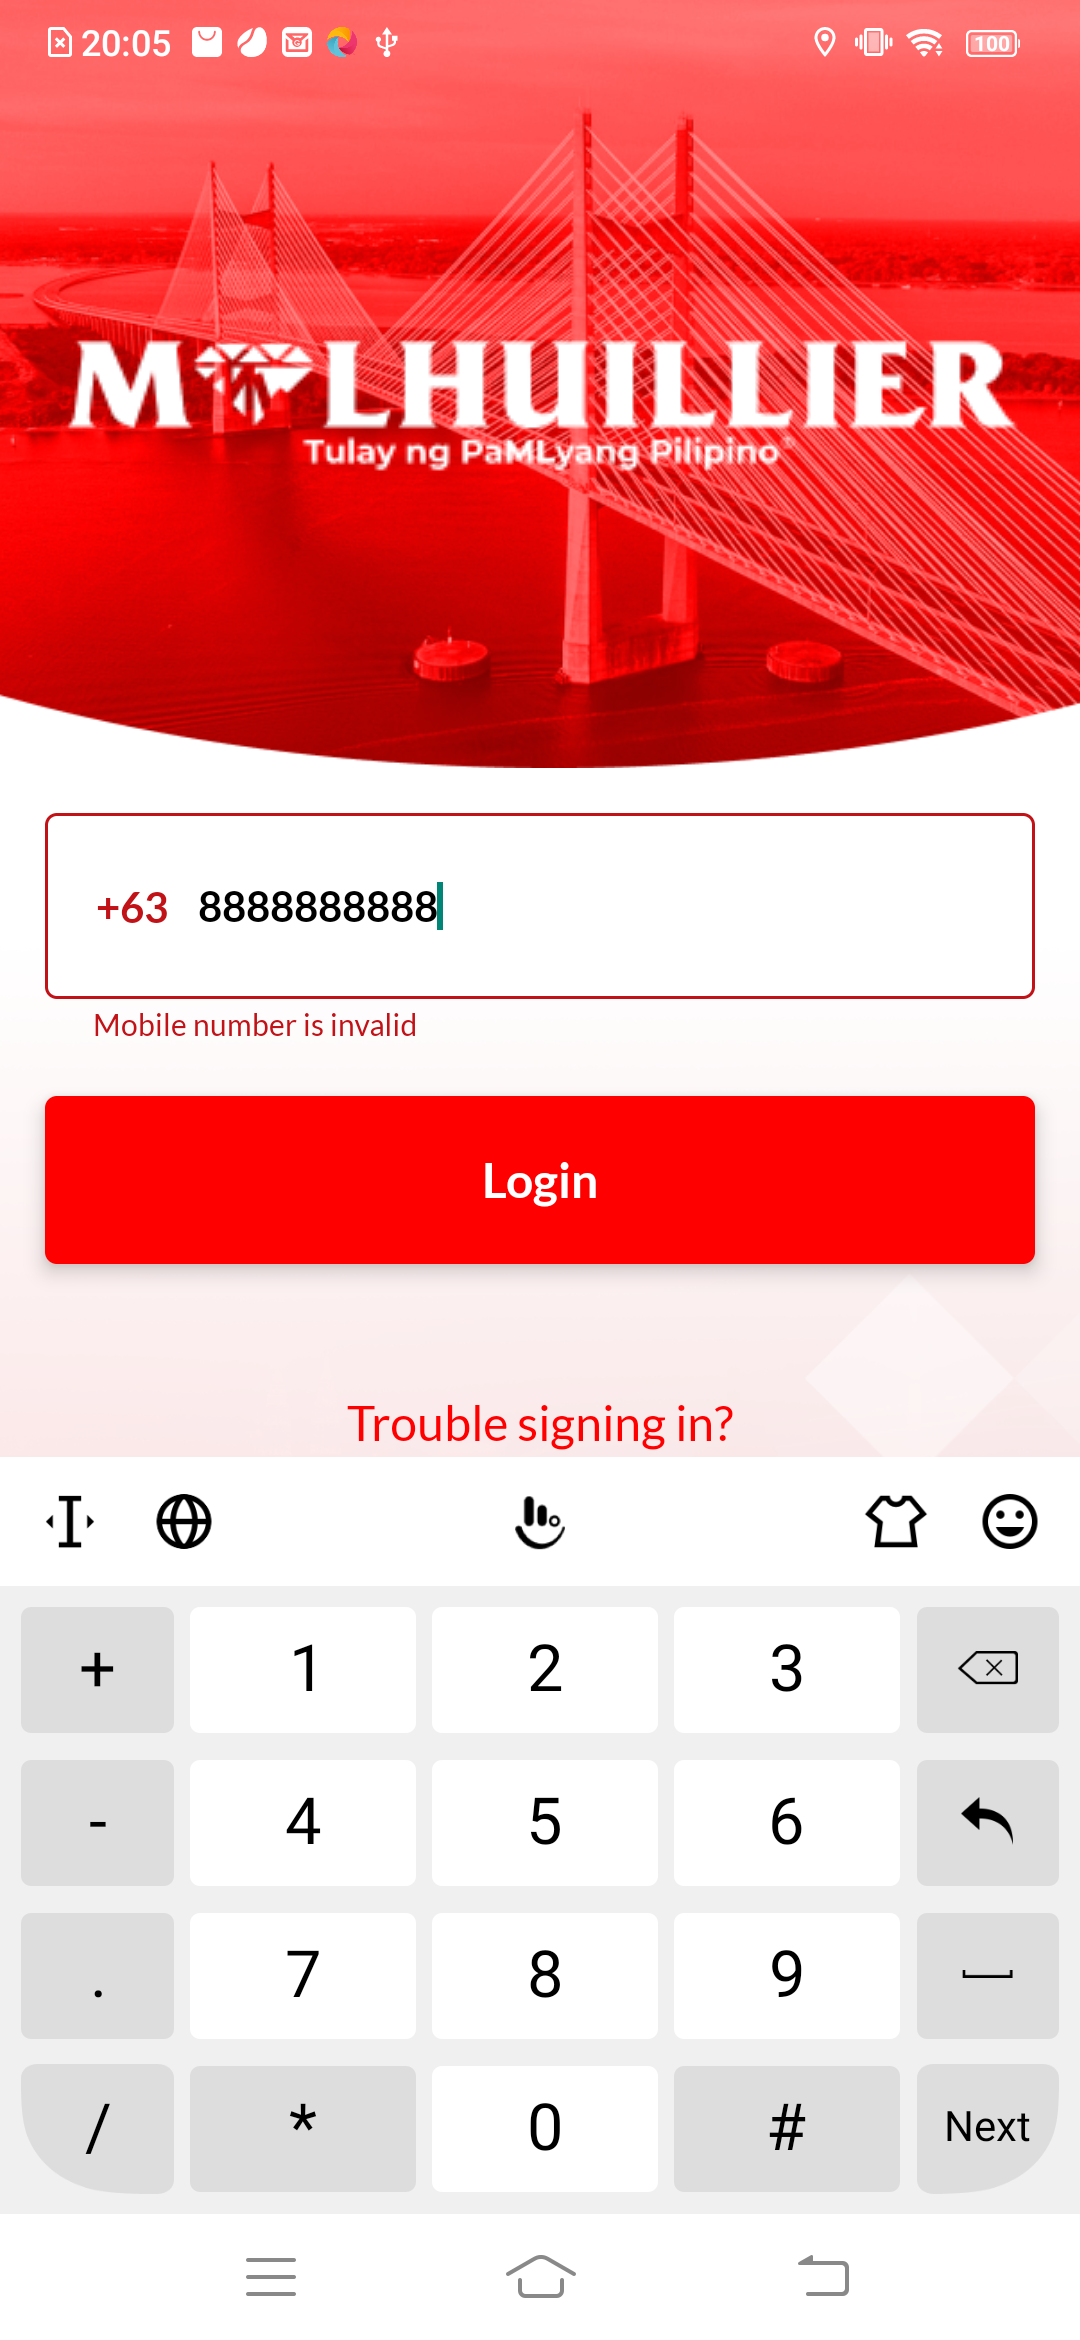 20:05
100
M LHUILLIER
Tulay ng PaMLyang Pilipino
+63 8888888888
Mobile number is invalid
Login
Trouble signing in?
+ 1 2 3
- 4 5 6
. 7 8 9
/ * 0 # Next